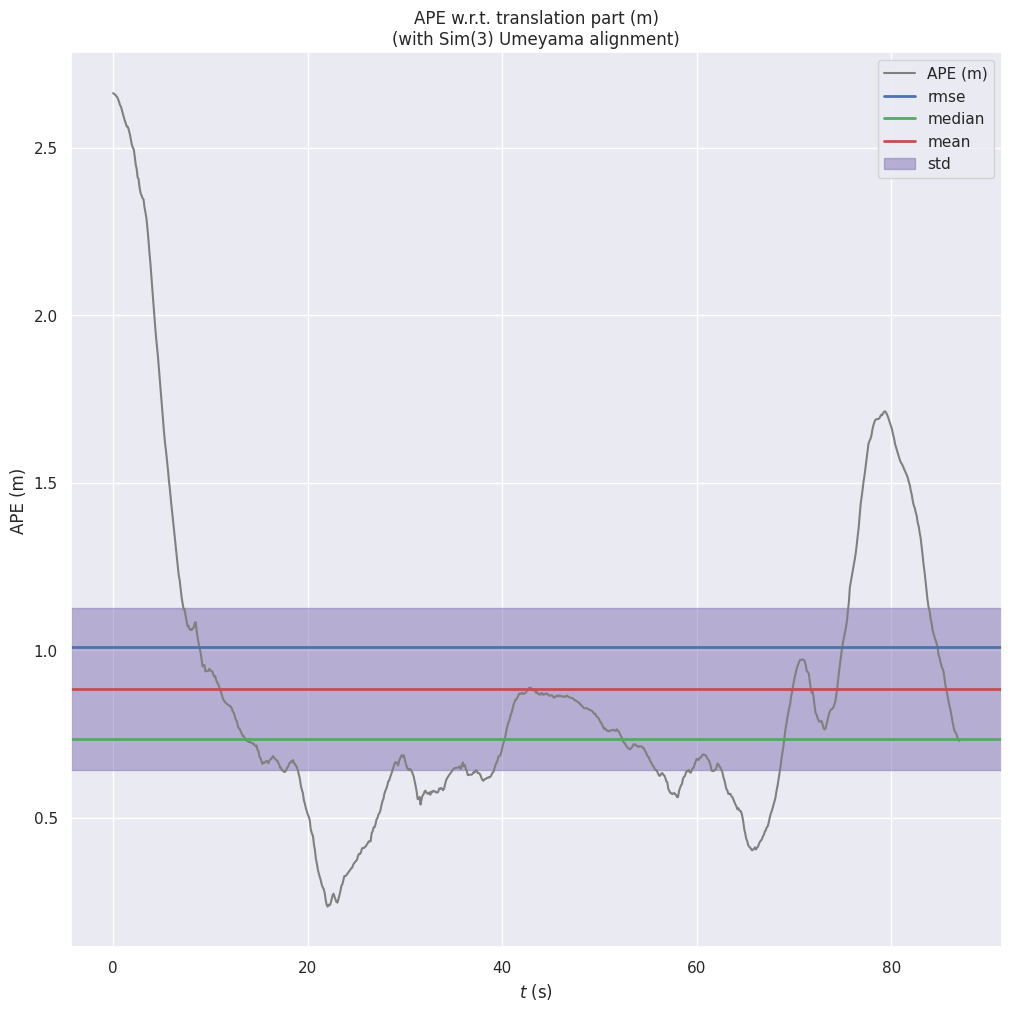 APE w.r.t. translation part (m)
(with Sim(3) Umeyama alignment)
APE (m)
rmse
median
mean
std
APE (m)
2.5
2.0
1.5
1.0
0.5
0
20
40
60
80
t (s)